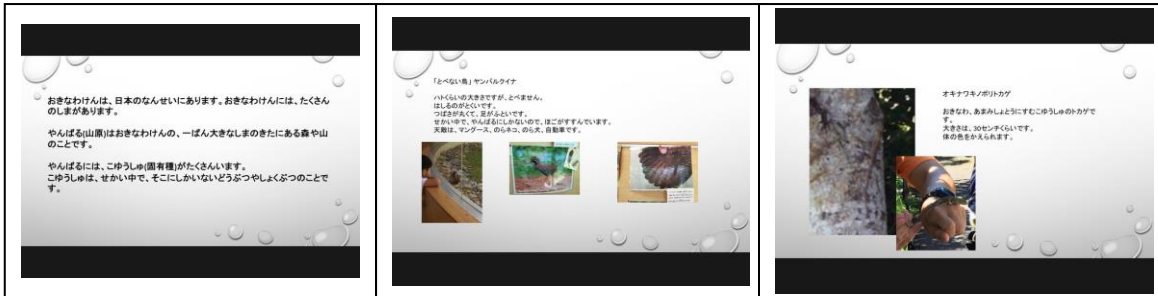 おきなわけんは、日本のなんせいにあります。おきなわけんには、たくさん
のしまがあります。
やんばる(山原)はおきなわけんの、一ばん大きなしまのきたにある森や山
のことです。
やんばるには、こゆうしゅ(固有種)がたくさんいます。
こゆうしゅは、せかい中で、そこにしかいないどうぶつやしょくぶつのことで
す。
「とべない鳥」 ヤンバルクイナ
ハトくらいの大きさですが、とべません。
はしるのがとくいです。
つばさが丸くて、足がふといです。
せかい中で、やんばるにしかないので、ほごがすすんでいます。
天敵は、マングース、のらネコ、のら犬、自動車です。
オキナワキノボリトカゲ
おきなわ、あまみしょとうにすむこゆうしゅのトカゲで
す。
大きさは、30センチくらいです。
体の色をかえられます。